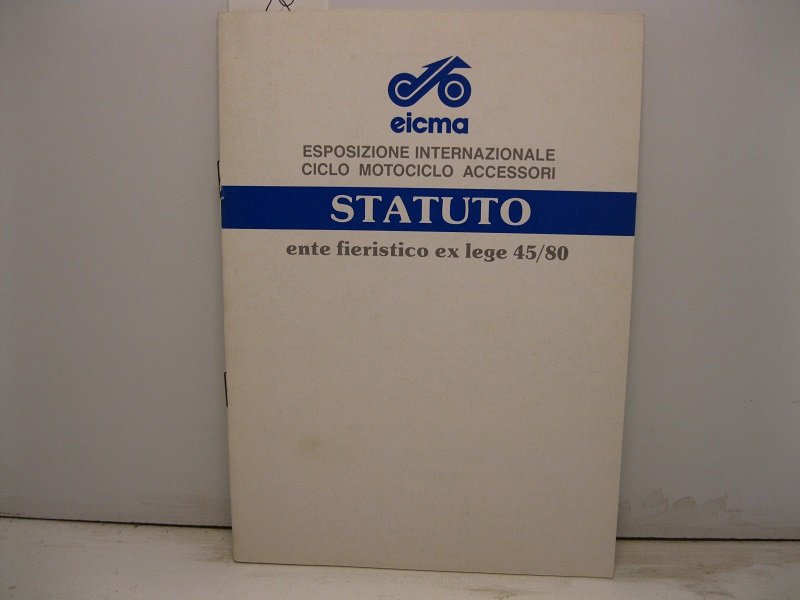 eicma
ESPOSIZIONE INTERNAZIONALE
CICLO MOTOCICLO ACCESSORI
STATUTO
ente fieristico ex lege 45/80